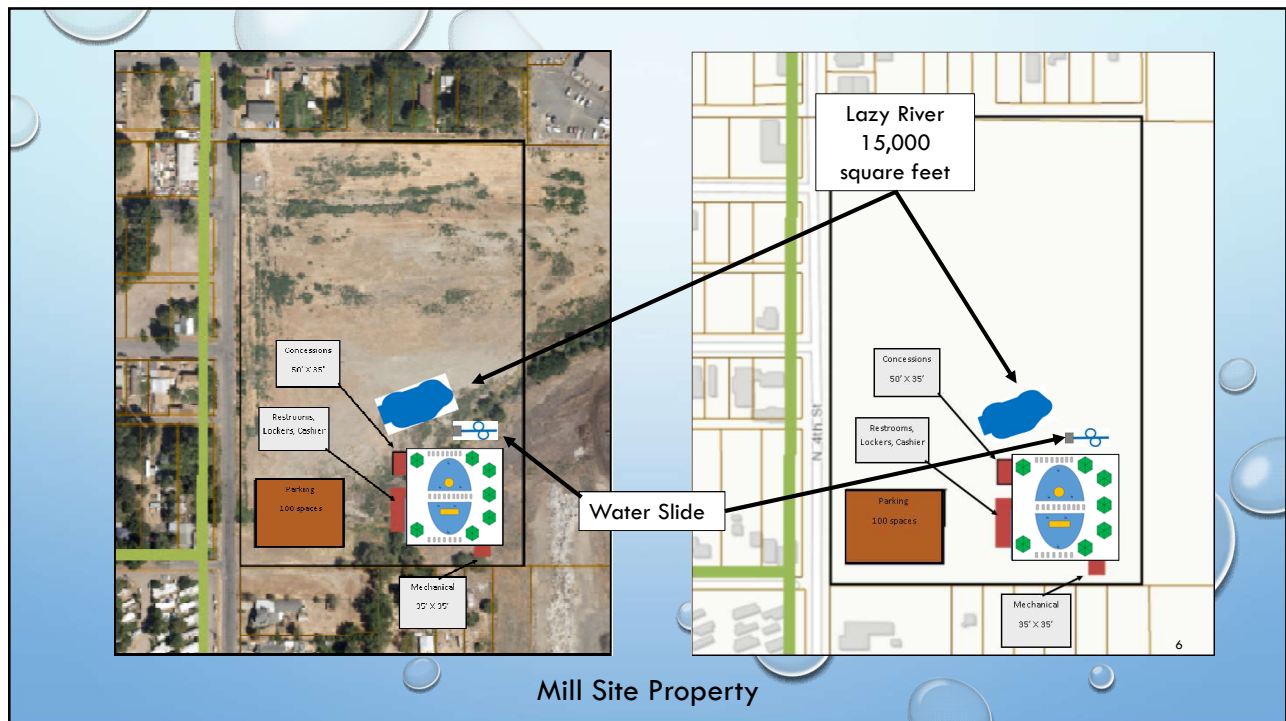 Lazy River
15,000
square feet
Concessions
50' X 35'
Restrooms,
Lockers, Cashier
Parking
100 spaces
Mechanical
35' X 35'
Water Slide
N. 4th St
Concessions
50' X 35'
Restrooms,
Lockers, Cashier
Parking
100 spaces
Mechanical
35' X 35'
6
Mill Site Property